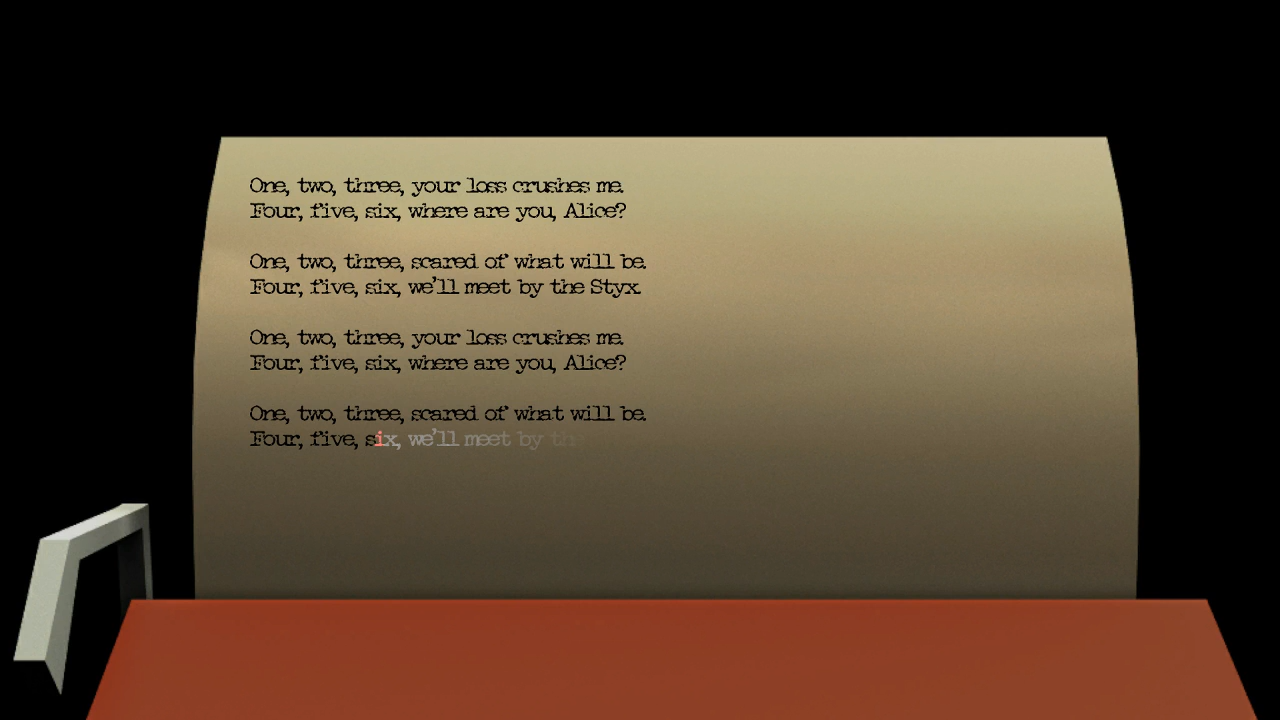 One, two, three, your loss crushes me.
Four, five, six, where are you, Alice?
One, two, three, scared of what will be.
Four, five, six, we'll meet by the Styx.
One, two, three, your loss crushes me.
Four, five, six, where are you, Alice?
One, two, three, scared of what will be.
Four, five, six, we'll meet by the